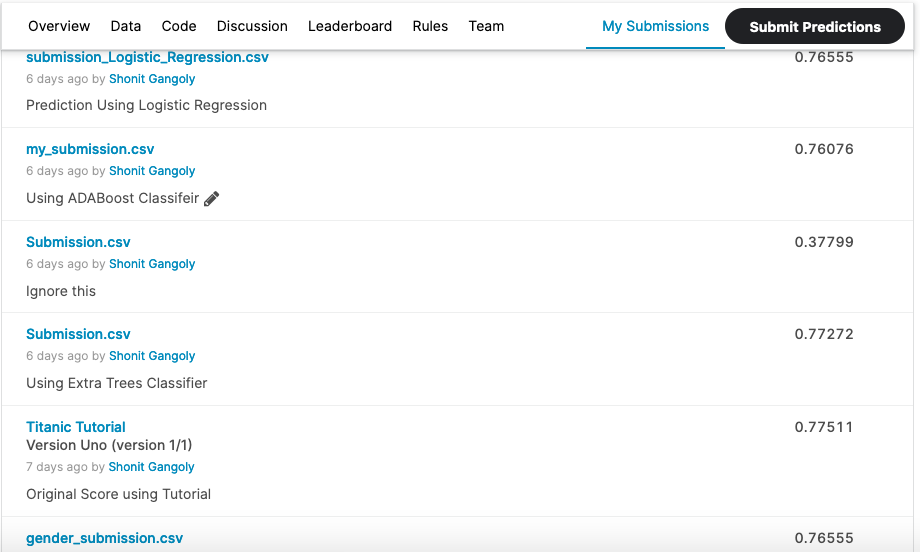 Overview Data Code Discussion Leaderboard Rules Team My Submissions Submit Predictions
submission_Logistic_Regression.csv 0.76555
6 days ago by Shonit Gangoly
Prediction Using Logistic Regression
my_submission.csv 0.76076
6 days ago by Shonit Gangoly
Using ADABoost Classifeir
Submission.csv 0.37799
6 days ago by Shonit Gangoly
Ignore this
Submission.csv 0.77272
6 days ago by Shonit Gangoly
Using Extra Trees Classifier
Titanic Tutorial 0.77511
Version Uno (version 1/1)
7 days ago by Shonit Gangoly
Original Score using Tutorial
gender_submission.csv 0.76555